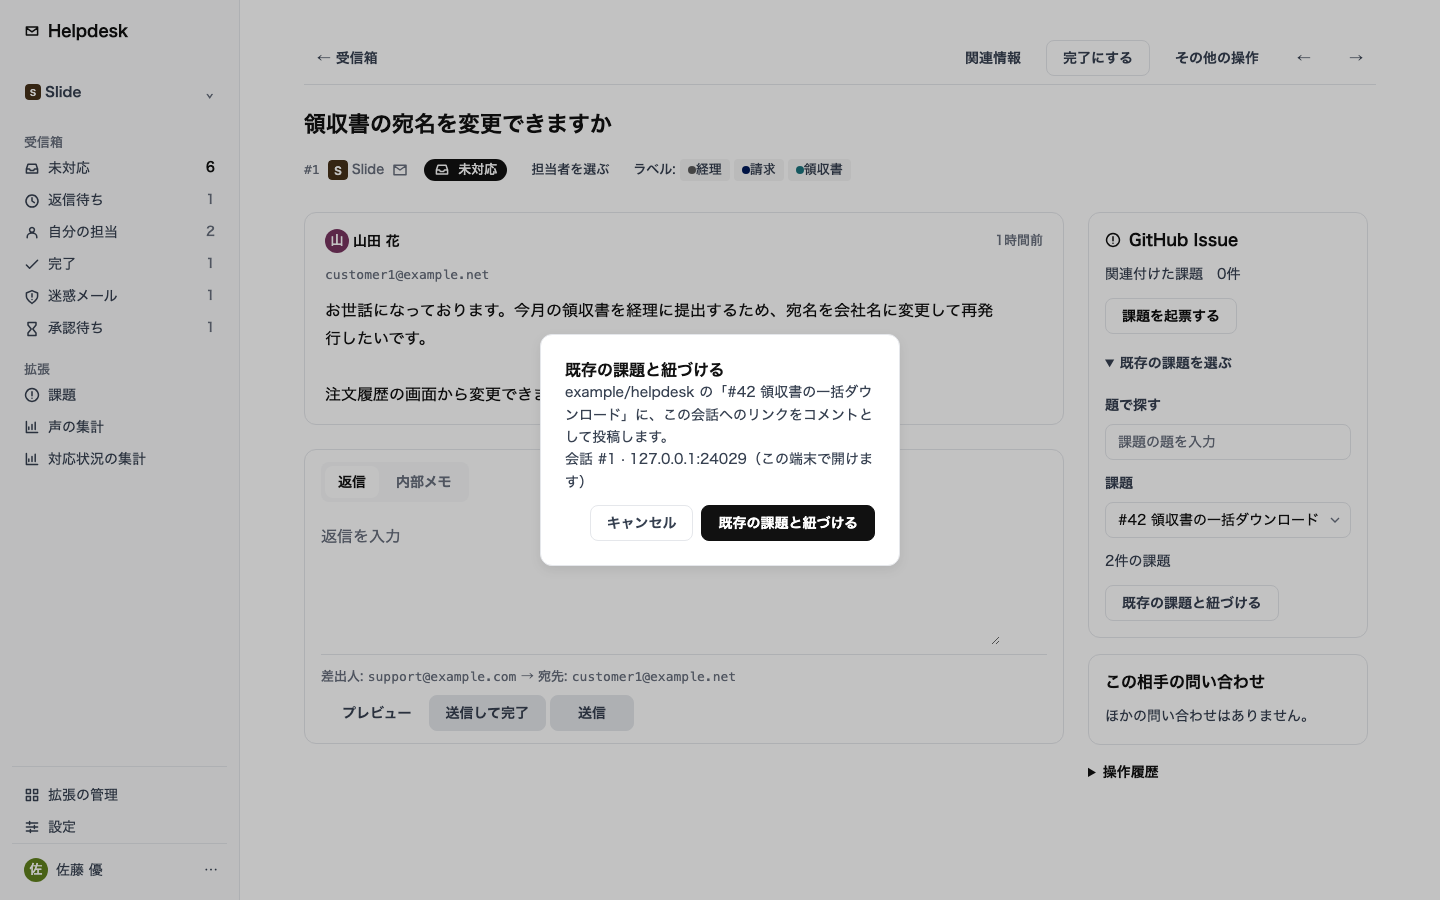 Helpdesk
S Slide
受信箱
未対応 6
返信待ち 1
自分の担当 2
完了 1
迷惑メール 1
承認待ち 1
拡張
課題
声の集計
対応状況の集計
拡張の管理
設定
佐 佐藤 優 …
← 受信箱
関連情報 完了にする その他の操作 ← →
領収書の宛名を変更できますか
#1 S Slide 未対応 担当者を選ぶ ラベル: 経理 請求 領収書
山 山田 花 1時間前
customer1@example.net
お世話になっております。今月の領収書を経理に提出するため、宛名を会社名に変更して再発
行したいです。
注文履歴の画面から変更できま
既存の課題と紐づける
example/helpdesk の「#42 領収書の一括ダウ
ンロード」に、この会話へのリンクをコメントと
して投稿します。
会話 #1 · 127.0.0.1:24029（この端末で開けま
す）
キャンセル 既存の課題と紐づける
返信 内部メモ
返信を入力
差出人: support@example.com → 宛先: customer1@example.net
プレビュー 送信して完了 送信
GitHub Issue
関連付けた課題 0件
課題を起票する
▼ 既存の課題を選ぶ
題で探す
課題の題を入力
課題
#42 領収書の一括ダウンロード
2件の課題
既存の課題と紐づける
この相手の問い合わせ
ほかの問い合わせはありません。
▶ 操作履歴